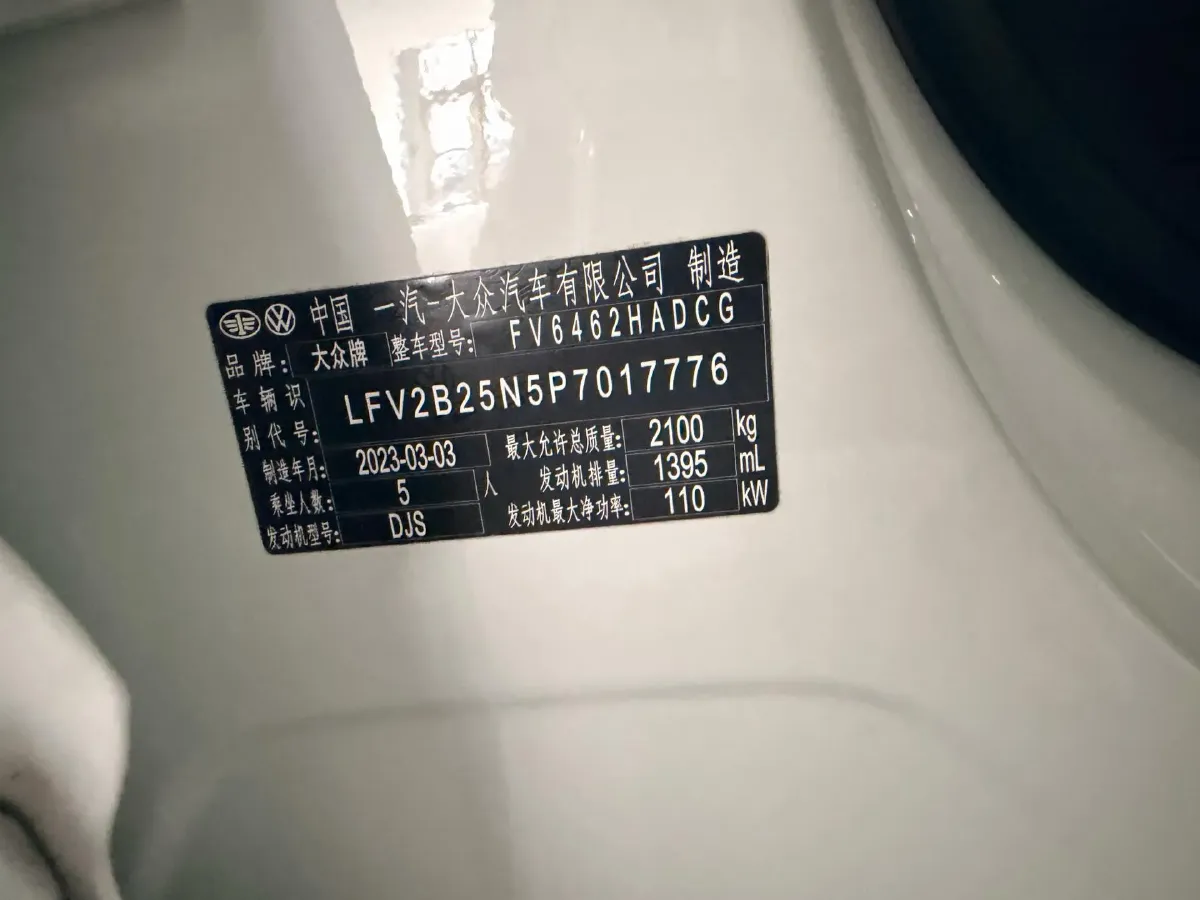 中国 一汽-大众汽车有限公司 制造
品牌: 大众牌 整车型号: FV6462HADCG
车辆识别代号: LFV2B25N5P7017776
制造年月: 2023-03-03 最大允许总质量: 2100 kg
乘坐人数: 5 人 发动机排量: 1395 mL
发动机型号: DJS 发动机最大净功率: 110 kW